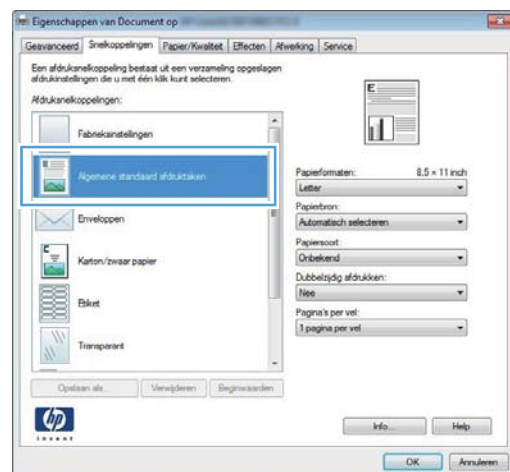 Eigenschappen van Document op
Geavanceerd Snelkoppelingen Papier/Kwaliteit Effecten Afwerking Service
Een afdruksnelkoppeling bestaat uit een verzameling opgeslagen
afdrukinstellingen die u met één klik kunt selecteren.
Afdruksnelkoppelingen:
Fabrieksinstellingen
Algemene standaard afdruktaken
Enveloppen
Karton/zwaar papier
Etiket
Transparant
Opslaan als... Verwijderen Beginwaarden
E
Papierformaten: 8.5 × 11 inch
Letter
Papierbron:
Automatisch selecteren
Papiersoort:
Onbekend
Dubbelzijdig afdrukken:
Nee
Pagina's per vel:
1 pagina per vel
hp
invent
Info... Help
OK Annuleren